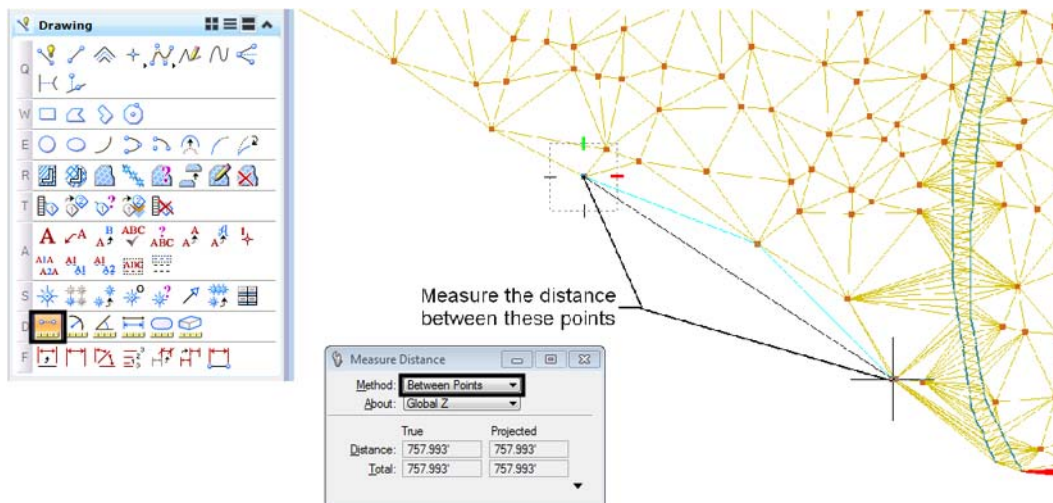 Drawing
Q
W
E
R
T
A
S
D
F
Measure the distance
between these points
Measure Distance
Method: Between Points
About: Global Z
True Projected
Distance: 757.993' 757.993'
Total: 757.993' 757.993'